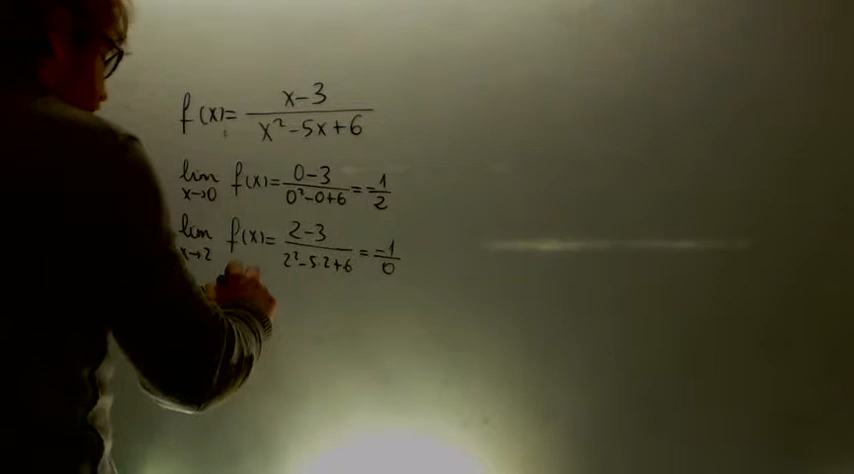 f(x)= x-3 / x²-5x+6
lim x→0 f(x)= 0-3 / 0²-0+6 = -1/2
lim x→2 f(x)= 2-3 / 2²-5·2+6 = -1/0